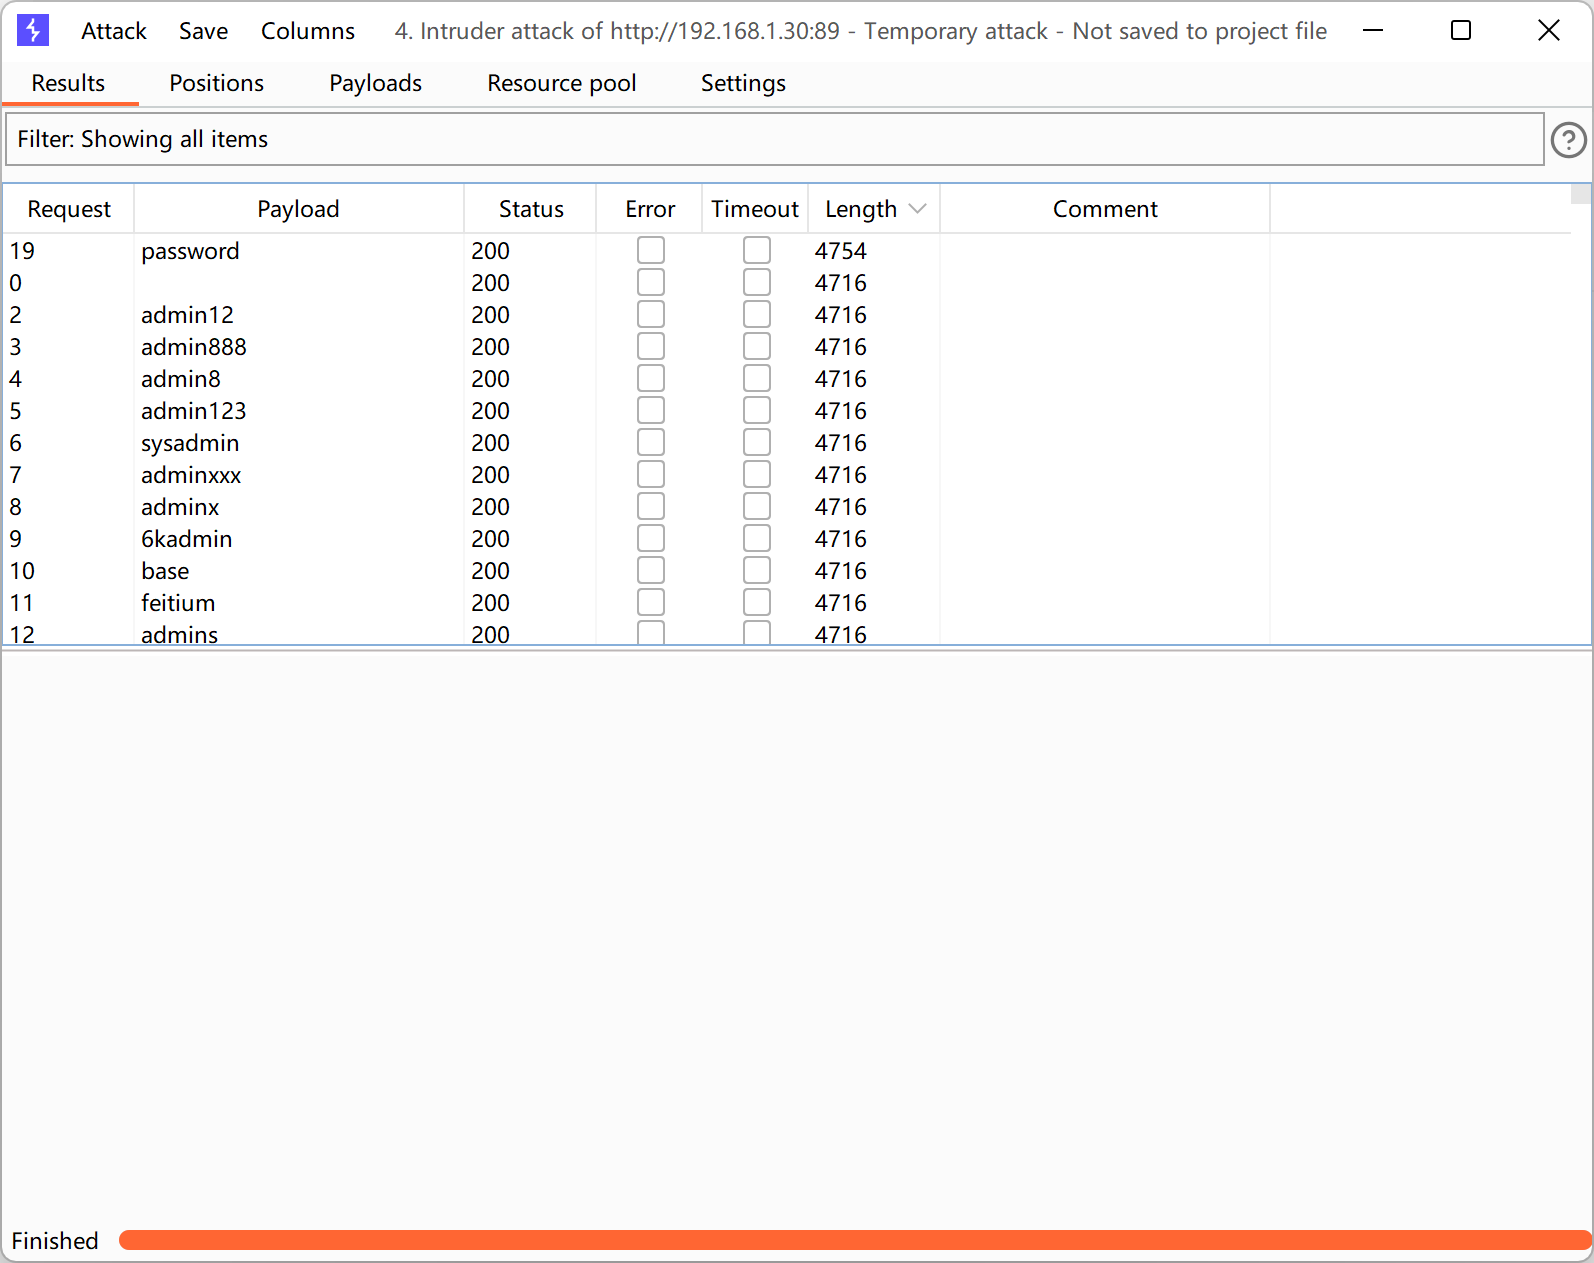 Attack Save Columns 4. Intruder attack of http://192.168.1.30:89 - Temporary attack - Not saved to project file
Results Positions Payloads Resource pool Settings
Filter: Showing all items
?
Request Payload Status Error Timeout Length Comment
19 password 200 4754
0 200 4716
2 admin12 200 4716
3 admin888 200 4716
4 admin8 200 4716
5 admin123 200 4716
6 sysadmin 200 4716
7 adminxxx 200 4716
8 adminx 200 4716
9 6kadmin 200 4716
10 base 200 4716
11 feitium 200 4716
12 admins 200 4716
Finished